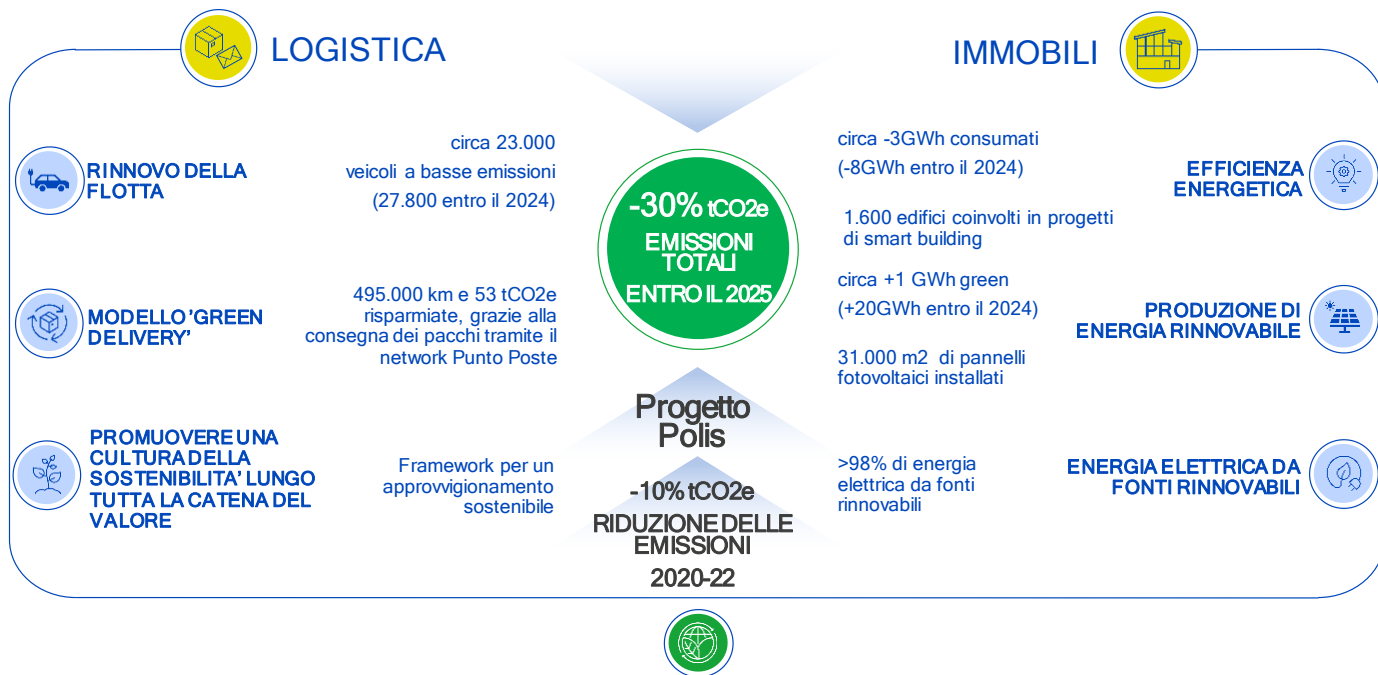 LOGISTICA
RINNOVO DELLA
FLOTTA
circa 23.000
veicoli a basse emissioni
(27.800 entro il 2024)
MODELLO 'GREEN
DELIVERY'
495.000 km e 53 tCO2e
risparmiate, grazie alla
consegna dei pacchi tramite il
network Punto Poste
PROMUOVERE UNA
CULTURA DELLA
SOSTENIBILITA' LUNGO
TUTTA LA CATENA DEL
VALORE
Framework per un
approvvigionamento
sostenibile
-30% tCO2e
EMISSIONI
TOTALI
ENTRO IL 2025
Progetto
Polis
-10% tCO2e
RIDUZIONE DELLE
EMISSIONI
2020-22
IMMOBILI
circa -3GWh consumati
(-8GWh entro il 2024)
1.600 edifici coinvolti in progetti
di smart building
EFFICIENZA
ENERGETICA
circa +1 GWh green
(+20GWh entro il 2024)
31.000 m2 di pannelli
fotovoltaici installati
PRODUZIONE DI
ENERGIA RINNOVABILE
>98% di energia
elettrica da fonti
rinnovabili
ENERGIA ELETTRICA DA
FONTI RINNOVABILI